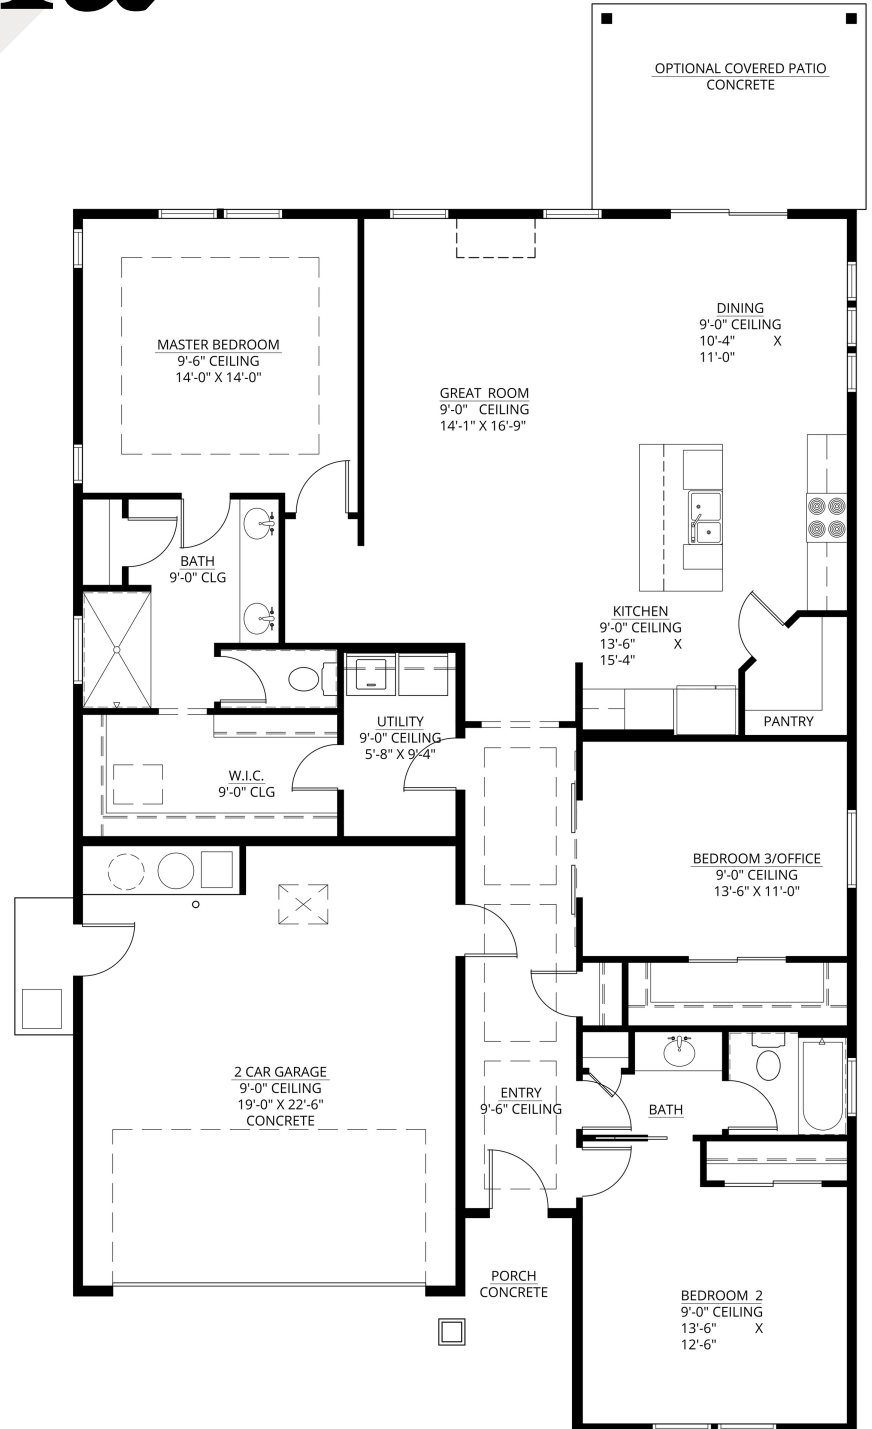 OPTIONAL COVERED PATIO
CONCRETE
DINING
9'-0" CEILING
10'-4" X
11'-0"
MASTER BEDROOM
9'-6" CEILING
14'-0" X 14'-0"
GREAT ROOM
9'-0" CEILING
14'-1" X 16'-9"
BATH
9'-0" CLG
KITCHEN
9'-0" CEILING
13'-6" X
15'-4"
PANTRY
UTILITY
9'-0" CEILING
5'-8" X 9'-4"
W.I.C.
9'-0" CLG
BEDROOM 3/OFFICE
9'-0" CEILING
13'-6" X 11'-0"
2 CAR GARAGE
9'-0" CEILING
19'-0" X 22'-6"
CONCRETE
ENTRY
9'-6" CEILING
BATH
PORCH
CONCRETE
BEDROOM 2
9'-0" CEILING
13'-6" X
12'-6"